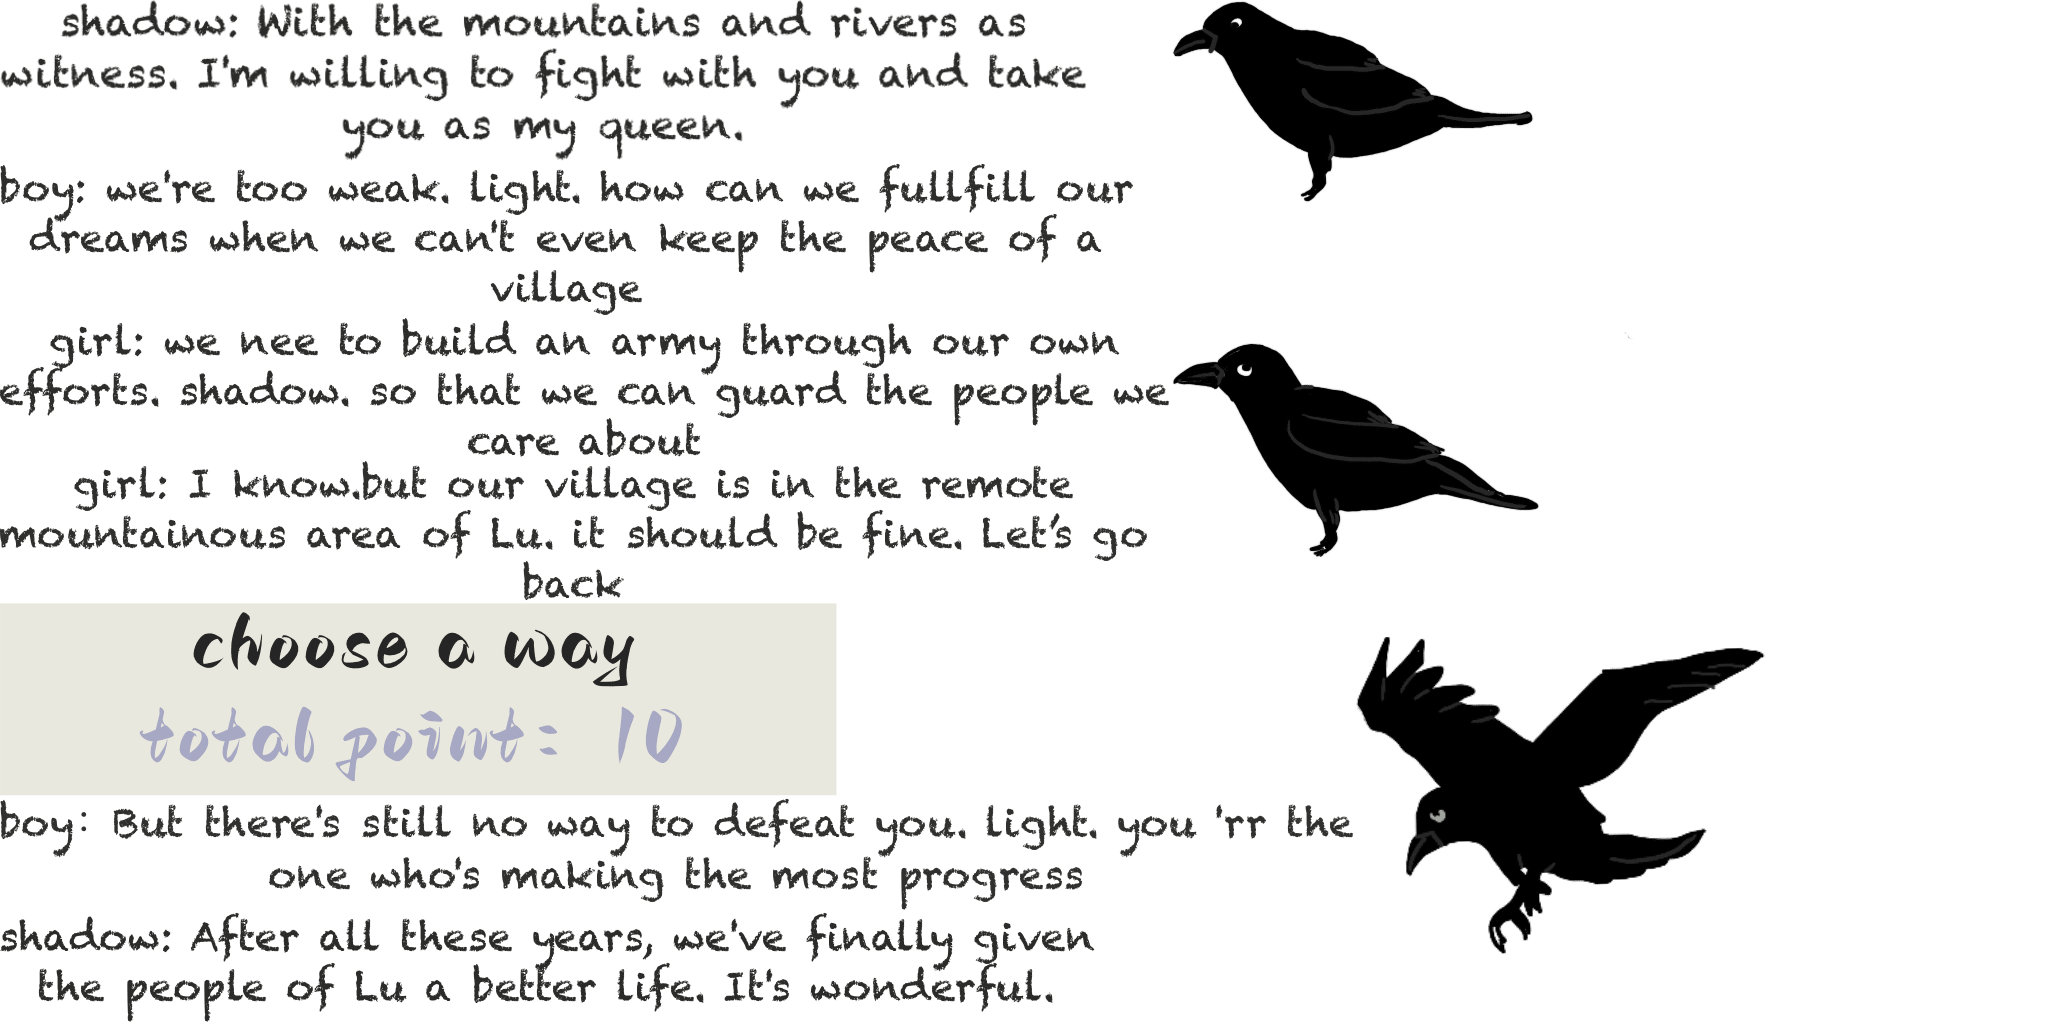 shadow: With the mountains and rivers as
witness. I'm willing to fight with you and take
you as my queen.
boy: we're too weak. light. how can we fullfill our
dreams when we can't even keep the peace of a
village
girl: we nee to build an army through our own
efforts. shadow. so that we can guard the people we
care about
girl: I know.but our village is in the remote
mountainous area of Lu. it should be fine. Let's go
back
choose a way
total point: 10
boy: But there's still no way to defeat you. light. you 'rr the
one who's making the most progress
shadow: After all these years, we've finally given
the people of Lu a better life. It's wonderful.